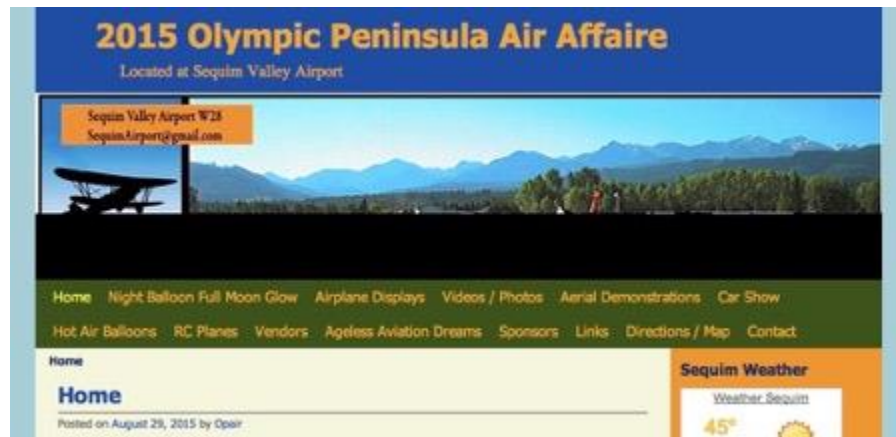 2015 Olympic Peninsula Air Affaire
Located at Sequim Valley Airport
Sequim Valley Airport W28
SequimAirport@gmail.com
Home Night Balloon Full Moon Glow Airplane Displays Videos / Photos Aerial Demonstrations Car Show
Hot Air Balloons RC Planes Vendors Ageless Aviation Dreams Sponsors Links Directions / Map Contact
Home
Home
Posted on August 29, 2015 by Opair
Sequim Weather
Weather Sequim
45°